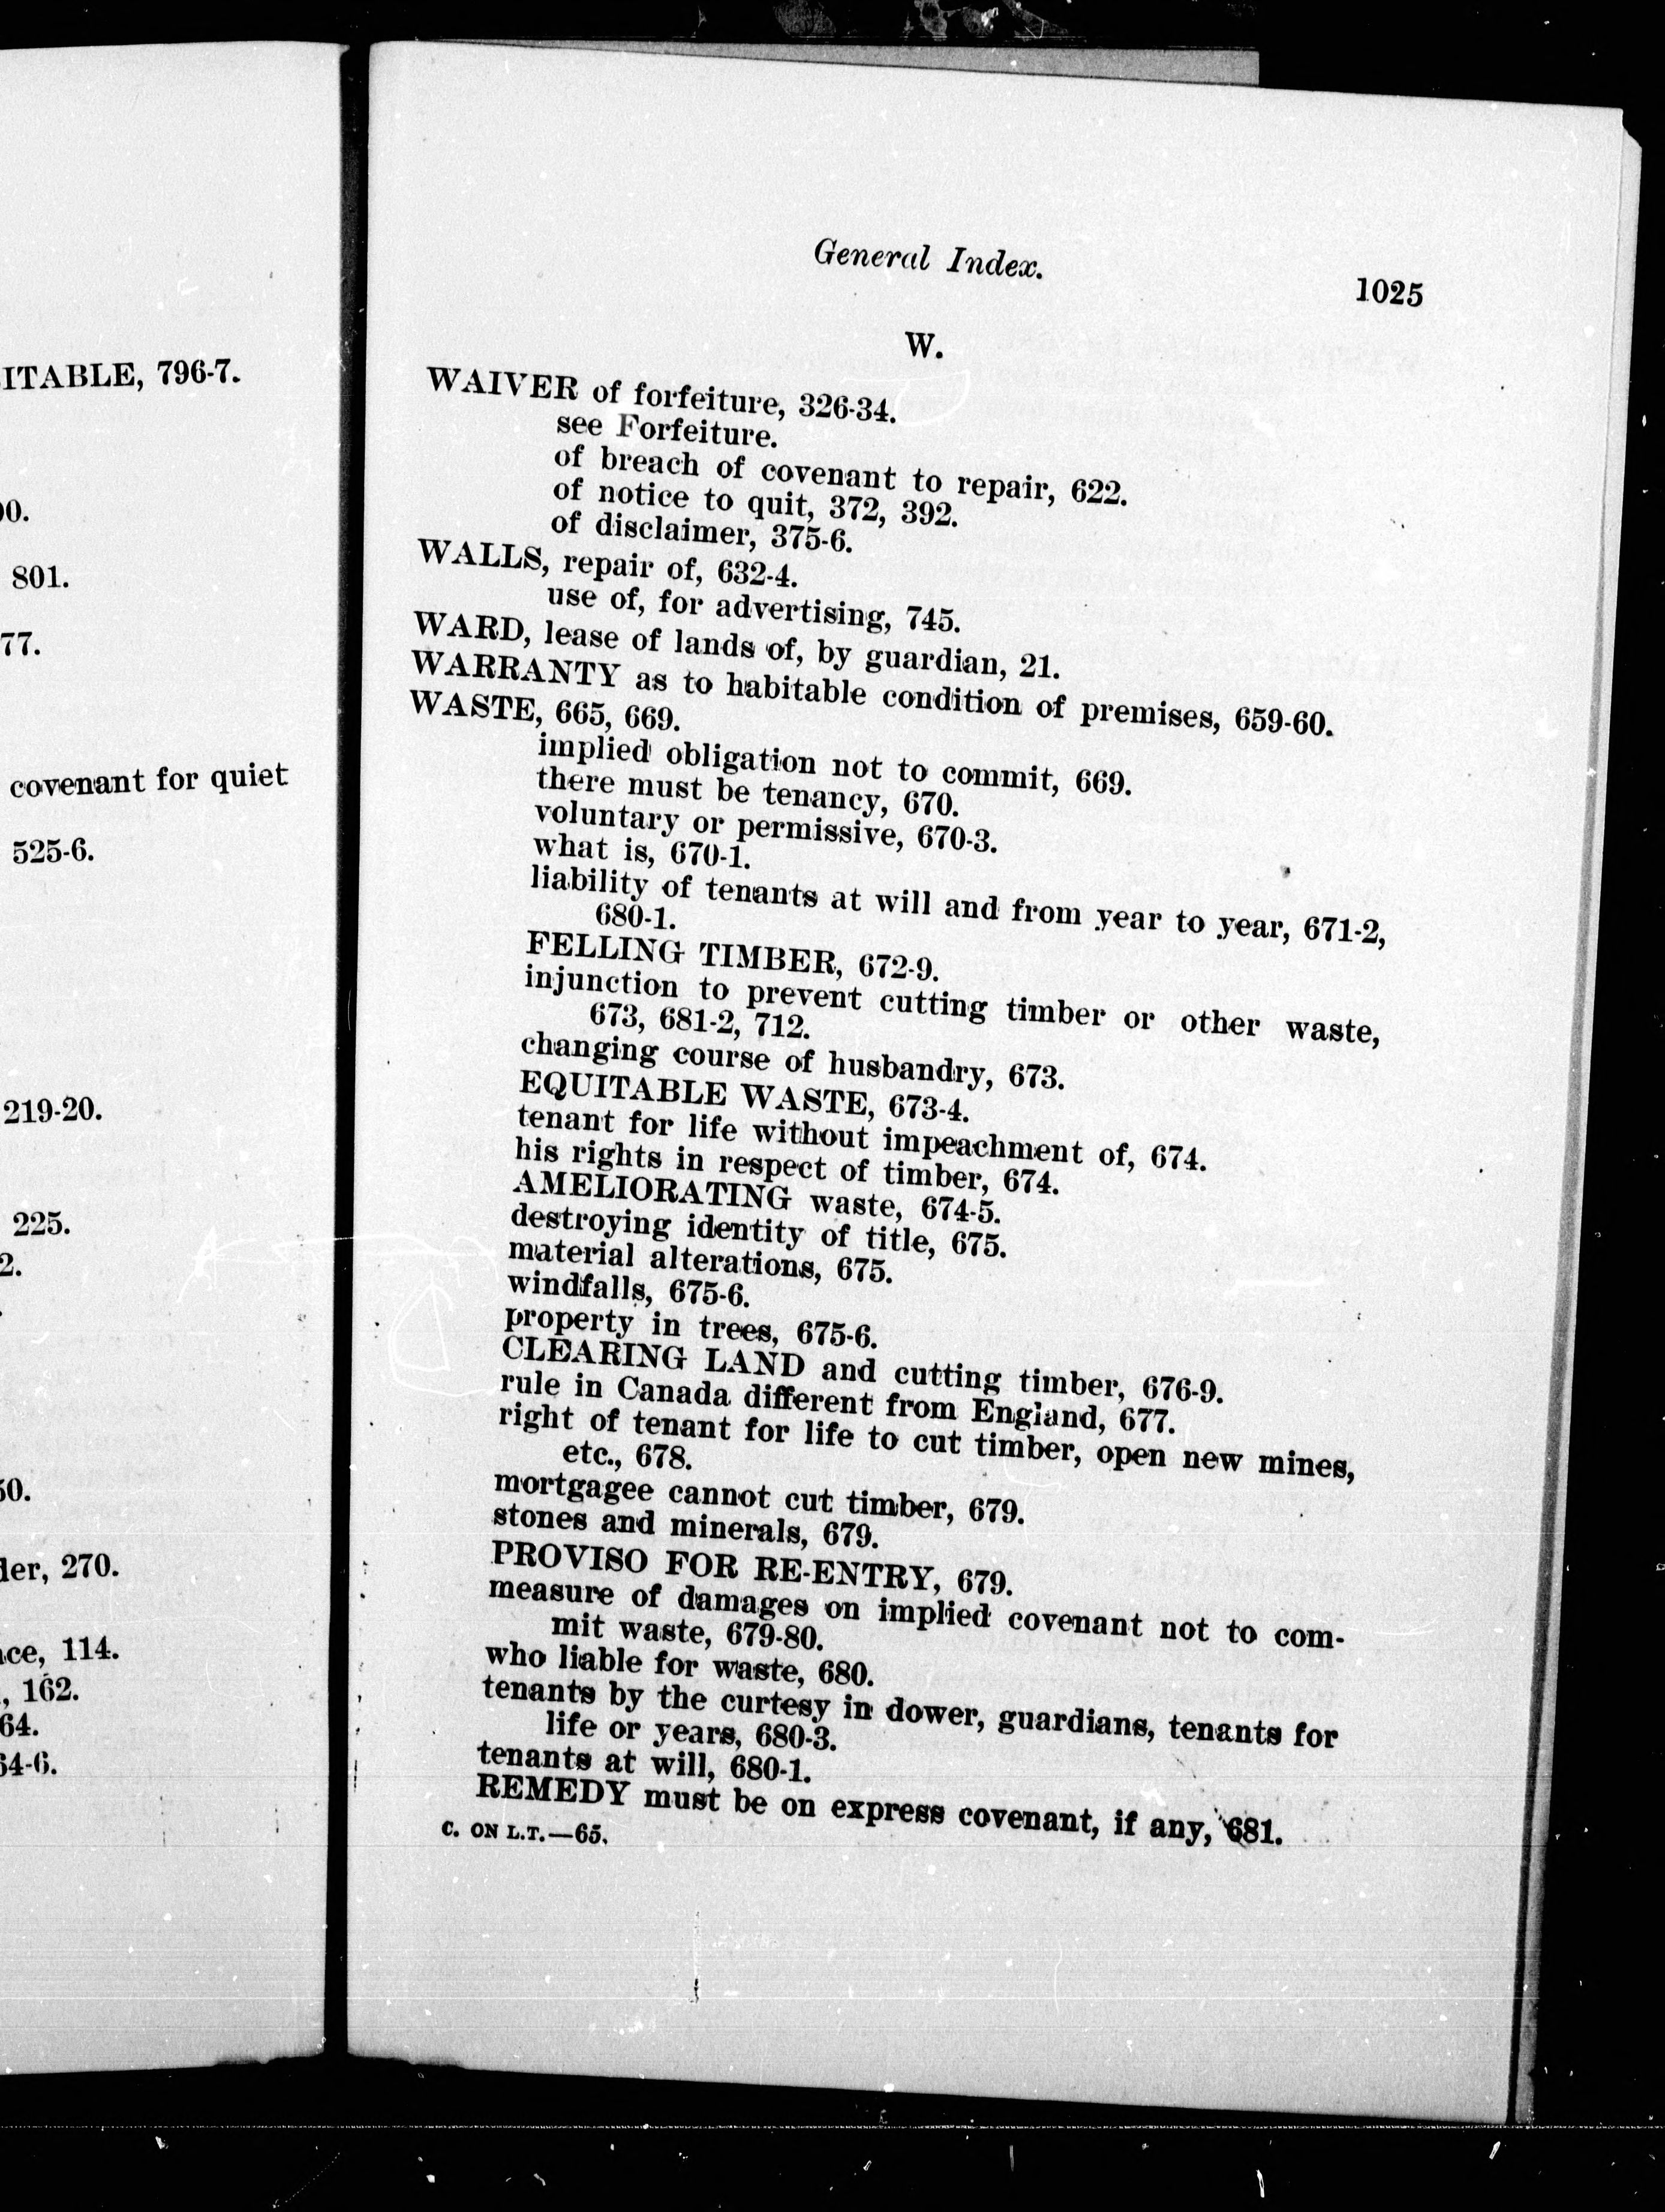 ITABLE, 796-7.
801.
77.
covenant for quiet
525-6.
219-20.
225.
2.
270.
114.
162.
64.
General Index.
1025
W.
WAIVER of forfeiture, 326-34.
see Forfeiture.
of breach of covenant to repair, 622.
of notice to quit, 372, 392.
of disclaimer, 375-6.
WALLS, repair of, 632-4.
use of, for advertising, 745.
WARD, lease of lands of, by guardian, 21.
WARRANTY as to habitable condition of premises, 659-60.
WASTE, 665, 669.
implied obligation not to commit, 669.
there must be tenancy, 670.
voluntary or permissive, 670-3.
what is, 670-1.
liability of tenants at will and from year to year, 671-2,
680-1.
FELLING TIMBER, 672-9.
injunction to prevent cutting timber or other waste,
673, 681-2, 712.
changing course of husbandry, 673.
EQUITABLE WASTE, 673-4.
tenant for life without impeachment of, 674.
his rights in respect of timber, 674.
AMELIORATING waste, 674-5.
destroying identity of title, 675.
material alterations, 675.
windfalls, 675-6.
property in trees, 675-6.
CLEARING LAND and cutting timber, 676-9.
rule in Canada different from England, 677.
right of tenant for life to cut timber, open new mines,
etc., 678.
mortgagee cannot cut timber, 679.
stones and minerals, 679.
PROVISO FOR RE-ENTRY, 679.
measure of damages on implied covenant not to com-
mit waste, 679-80.
who liable for waste, 680.
tenants by the curtesy in dower, guardians, tenants for
life or years, 680-3.
tenants at will, 680-1.
REMEDY must be on express covenant, if any, 681.
C. ON L.T.—65.